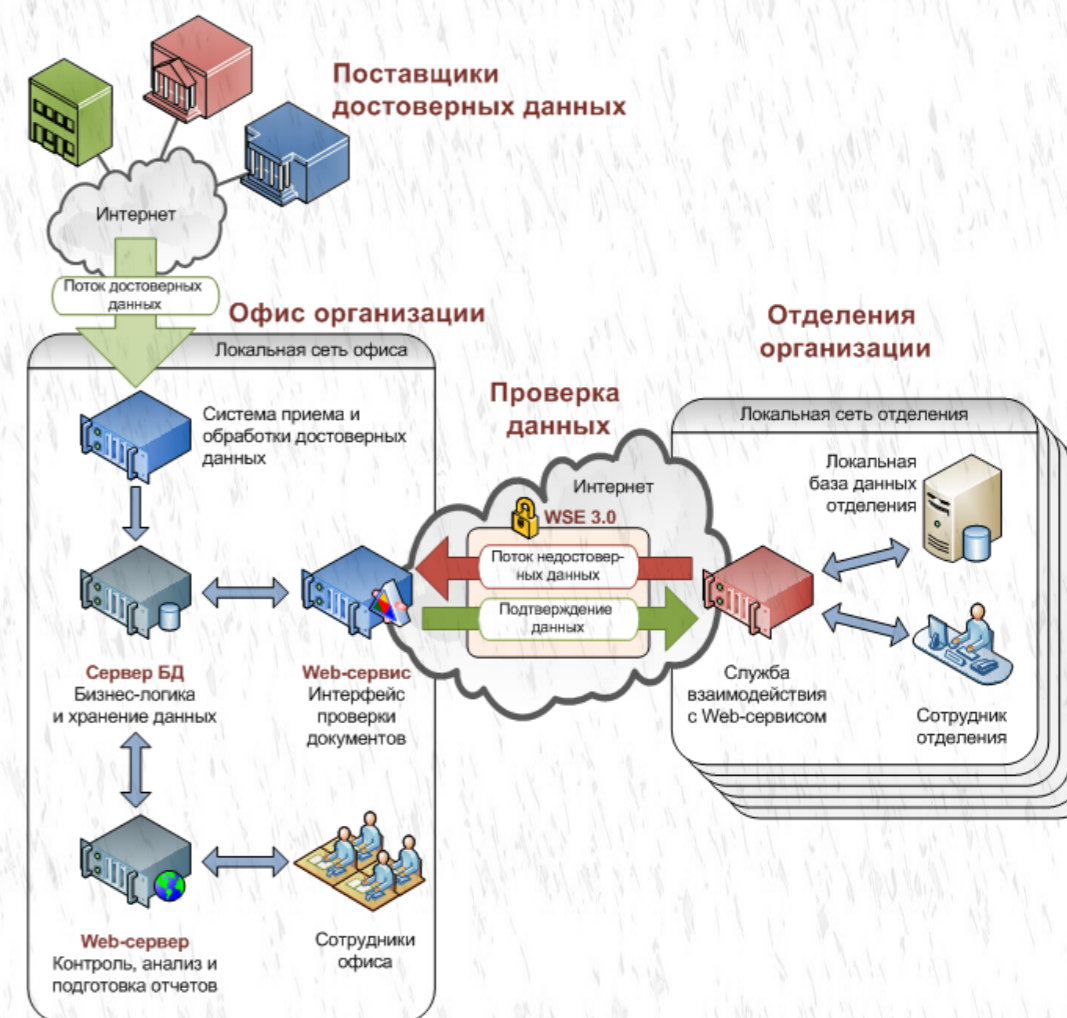 Поставщики
достоверных данных
Интернет
Поток достоверных
данных
Офис организации
Локальная сеть офиса
Система приема и
обработки достоверных
данных
Сервер БД
Бизнес-логика
и хранение данных
Web-сервис
Интерфейс
проверки
документов
Web-сервер
Контроль, анализ и
подготовка отчетов
Сотрудники
офиса
Проверка
данных
Интернет
WSE 3.0
Поток недостовер-
ных данных
Подтверждение
данных
Отделения
организации
Локальная сеть отделения
Локальная
база данных
отделения
Служба
взаимодействия
с Web-сервисом
Сотрудник
отделения